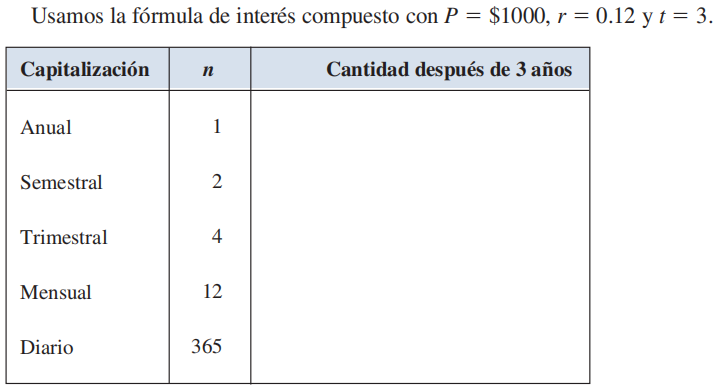 Usamos la fórmula de interés compuesto con P = $1000, r = 0.12 y t = 3.
Capitalización n Cantidad después de 3 años
Anual 1
Semestral 2
Trimestral 4
Mensual 12
Diario 365